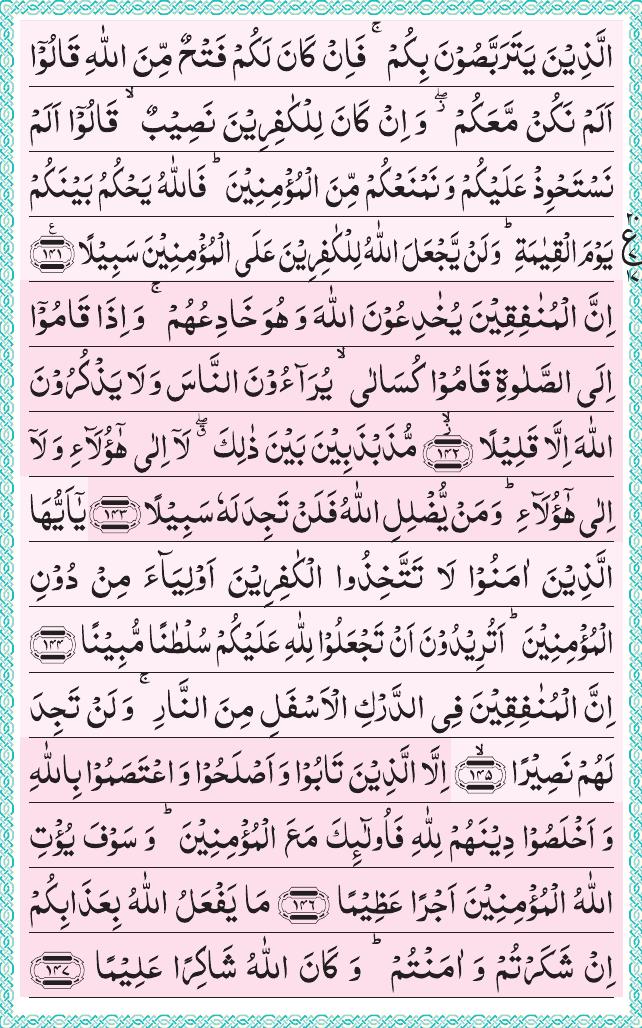 الَّذِیۡنَ یَتَرَبَّصُوۡنَ بِکُمۡ ۚ فَاِنۡ کَانَ لَکُمۡ فَتۡحٌ مِّنَ اللّٰہِ قَالُوۡۤا
اَلَمۡ نَکُنۡ مَّعَکُمۡ ۫ۖ وَ اِنۡ کَانَ لِلۡکٰفِرِیۡنَ نَصِیۡبٌ ۙ قَالُوۡۤا اَلَمۡ
نَسۡتَحۡوِذۡ عَلَیۡکُمۡ وَ نَمۡنَعۡکُمۡ مِّنَ الۡمُؤۡمِنِیۡنَ ؕ فَاللّٰہُ یَحۡکُمُ بَیۡنَکُمۡ
یَوۡمَ الۡقِیٰمَۃِ ؕ وَلَنۡ یَّجۡعَلَ اللّٰہُ لِلۡکٰفِرِیۡنَ عَلَی الۡمُؤۡمِنِیۡنَ سَبِیۡلًا ﴿۱۴۱﴾ ع
اِنَّ الۡمُنٰفِقِیۡنَ یُخٰدِعُوۡنَ اللّٰہَ وَ ہُوَ خَادِعُہُمۡ ۚ وَ اِذَا قَامُوۡۤا
اِلَی الصَّلٰوۃِ قَامُوۡا کُسَالٰی ۙ یُرَآءُوۡنَ النَّاسَ وَ لَا یَذۡکُرُوۡنَ
اللّٰہَ اِلَّا قَلِیۡلًا ﴿۱۴۲﴾۫ۙ مُّذَبۡذَبِیۡنَ بَیۡنَ ذٰلِکَ ٭ۖ لَاۤ اِلٰی ہٰۤؤُلَآءِ وَ لَاۤ
اِلٰی ہٰۤؤُلَآءِ ؕ وَ مَنۡ یُّضۡلِلِ اللّٰہُ فَلَنۡ تَجِدَ لَہٗ سَبِیۡلًا ﴿۱۴۳﴾ یٰۤاَیُّہَا
الَّذِیۡنَ اٰمَنُوۡا لَا تَتَّخِذُوا الۡکٰفِرِیۡنَ اَوۡلِیَآءَ مِنۡ دُوۡنِ
الۡمُؤۡمِنِیۡنَ ؕ اَتُرِیۡدُوۡنَ اَنۡ تَجۡعَلُوۡا لِلّٰہِ عَلَیۡکُمۡ سُلۡطٰنًا مُّبِیۡنًا ﴿۱۴۴﴾
اِنَّ الۡمُنٰفِقِیۡنَ فِی الدَّرۡکِ الۡاَسۡفَلِ مِنَ النَّارِ ۚ وَ لَنۡ تَجِدَ
لَہُمۡ نَصِیۡرًا ﴿۱۴۵﴾ۙ اِلَّا الَّذِیۡنَ تَابُوۡا وَ اَصۡلَحُوۡا وَ اعۡتَصَمُوۡا بِاللّٰہِ
وَ اَخۡلَصُوۡا دِیۡنَہُمۡ لِلّٰہِ فَاُولٰٓئِکَ مَعَ الۡمُؤۡمِنِیۡنَ ؕ وَ سَوۡفَ یُؤۡتِ
اللّٰہُ الۡمُؤۡمِنِیۡنَ اَجۡرًا عَظِیۡمًا ﴿۱۴۶﴾ مَا یَفۡعَلُ اللّٰہُ بِعَذَابِکُمۡ
اِنۡ شَکَرۡتُمۡ وَ اٰمَنۡتُمۡ ؕ وَ کَانَ اللّٰہُ شَاکِرًا عَلِیۡمًا ﴿۱۴۷﴾